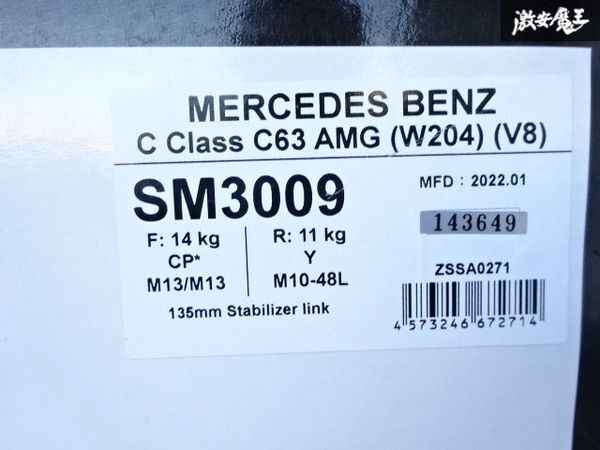 激安魔王
MERCEDES BENZ
C Class C63 AMG (W204) (V8)
SM3009
MFD : 2022.01
143649
F: 14 kg
CP*
M13/M13
R: 11 kg
Y
M10-48L
ZSSA0271
135mm Stabilizer link
4 573246 672714